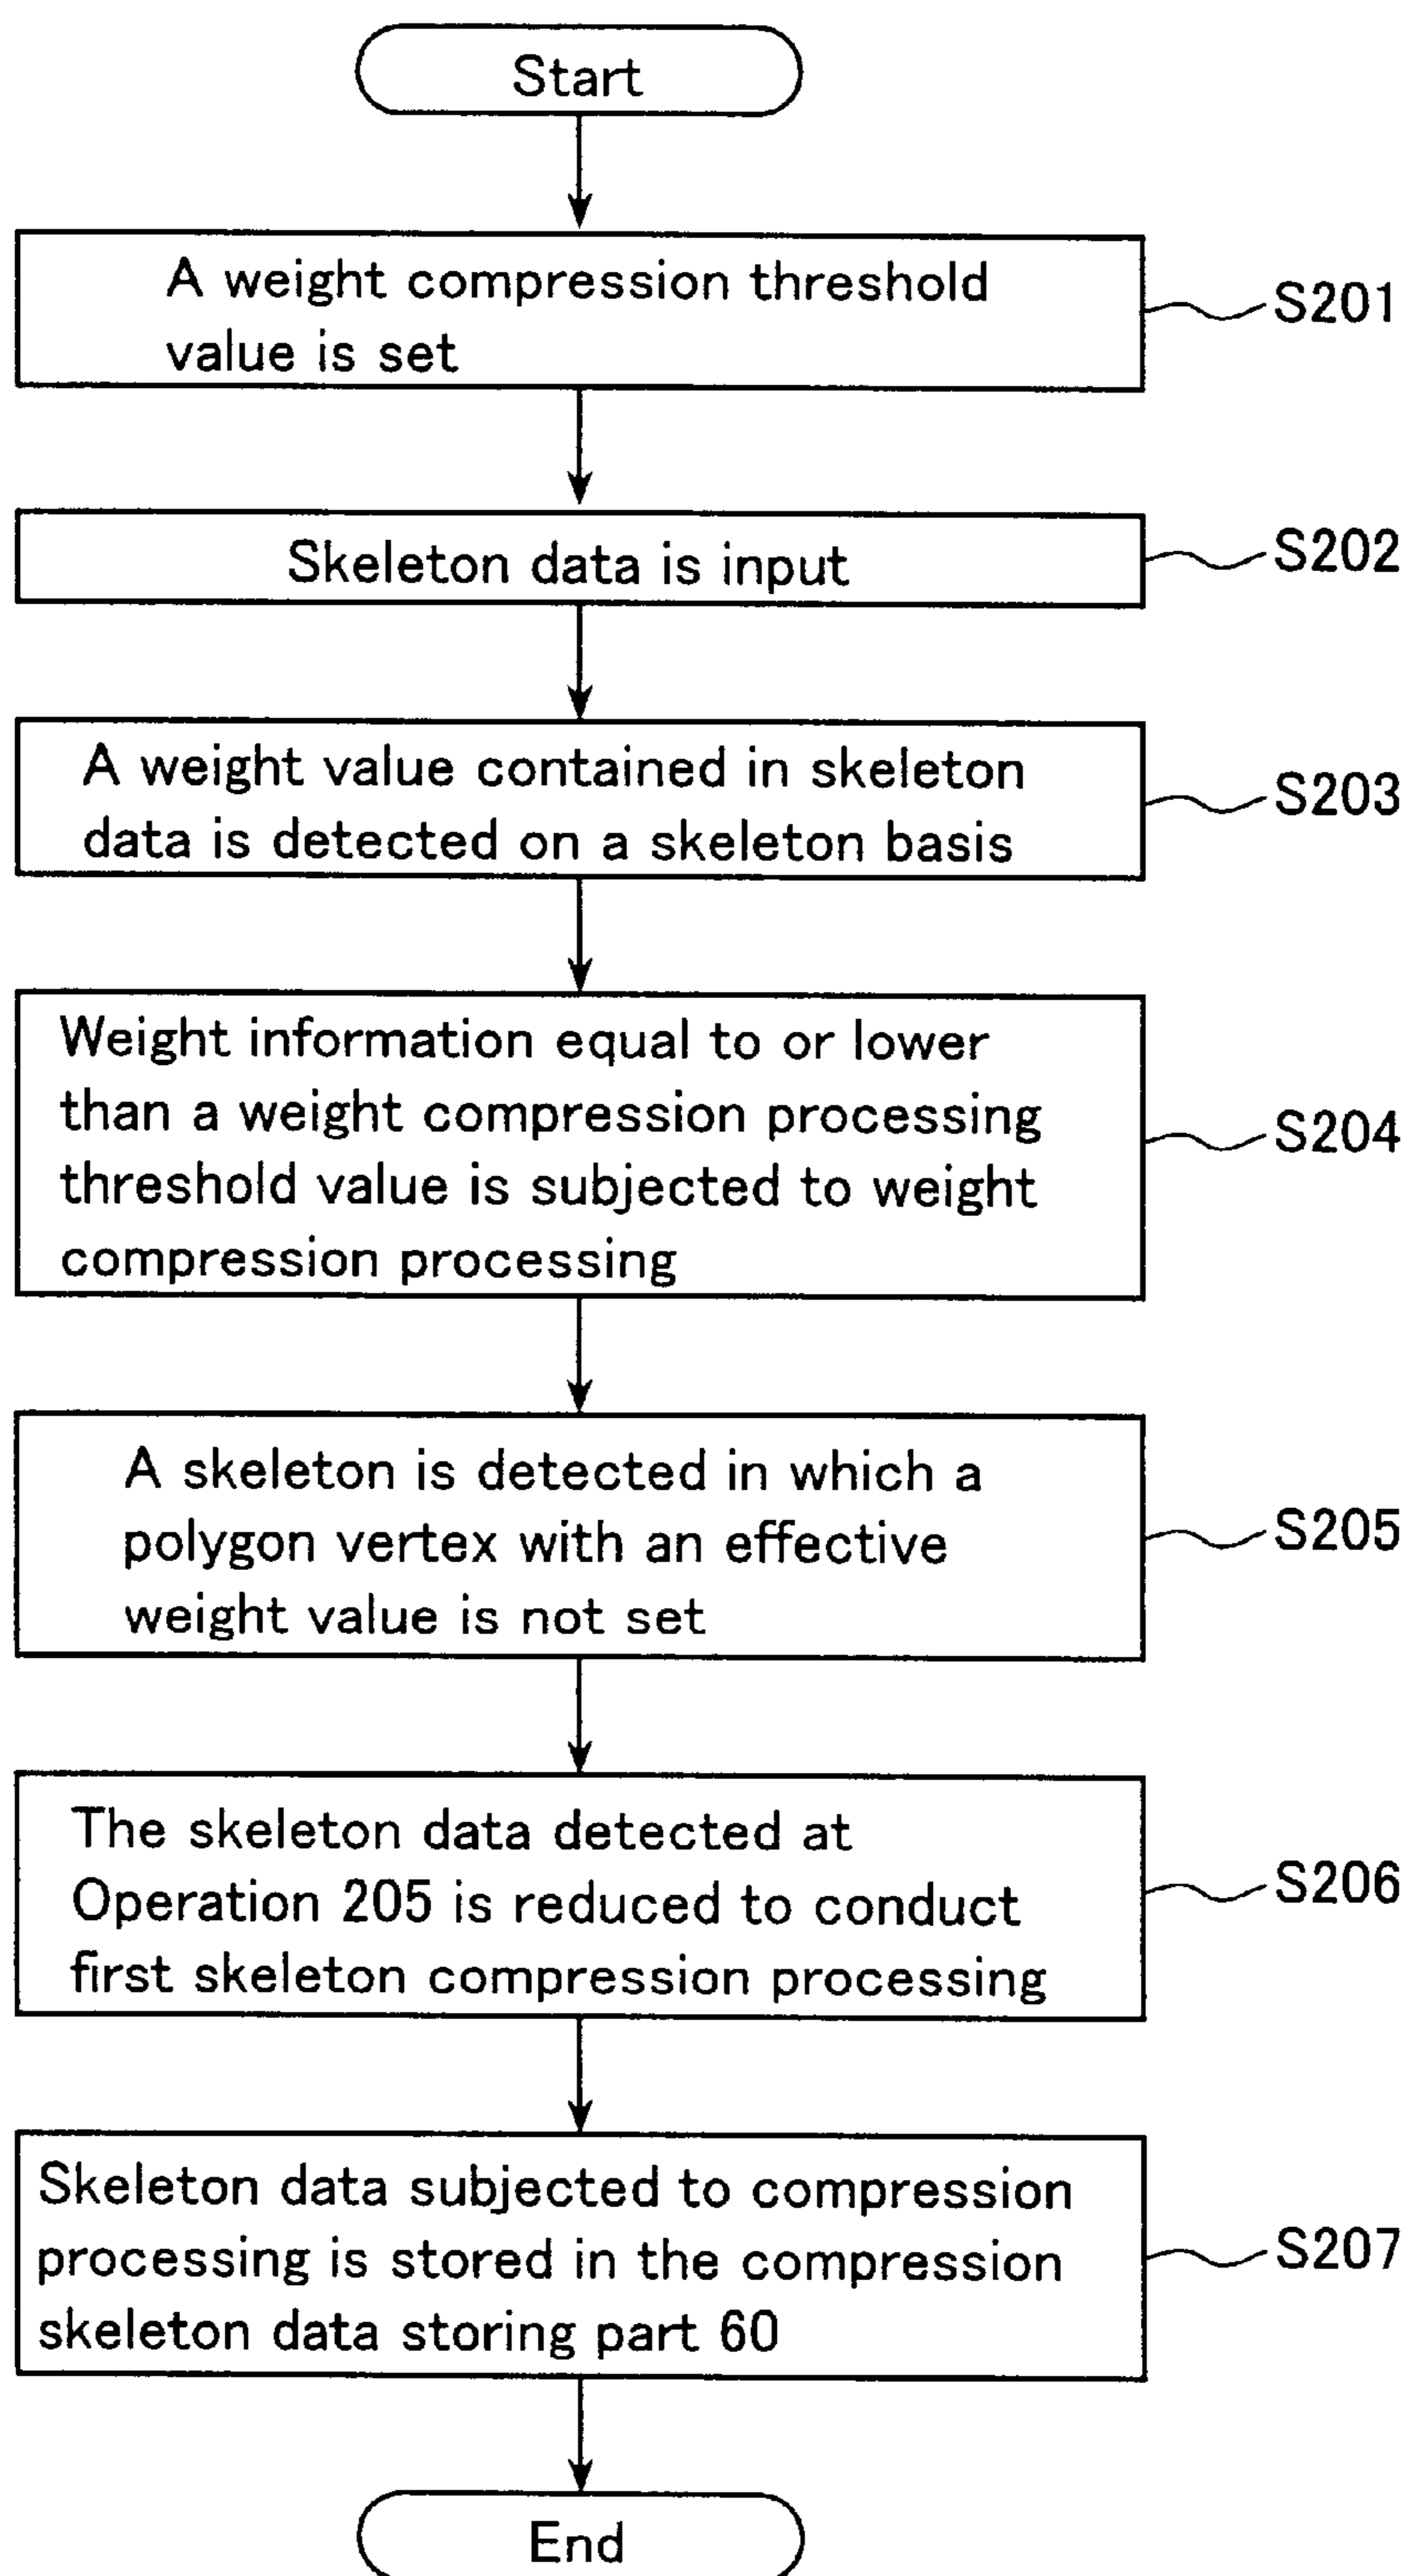 Start
A weight compression threshold
value is set
S201
Skeleton data is input
S202
A weight value contained in skeleton
data is detected on a skeleton basis
S203
Weight information equal to or lower
than a weight compression processing
threshold value is subjected to weight
compression processing
S204
A skeleton is detected in which a
polygon vertex with an effective
weight value is not set
S205
The skeleton data detected at
Operation 205 is reduced to conduct
first skeleton compression processing
S206
Skeleton data subjected to compression
processing is stored in the compression
skeleton data storing part 60
S207
End